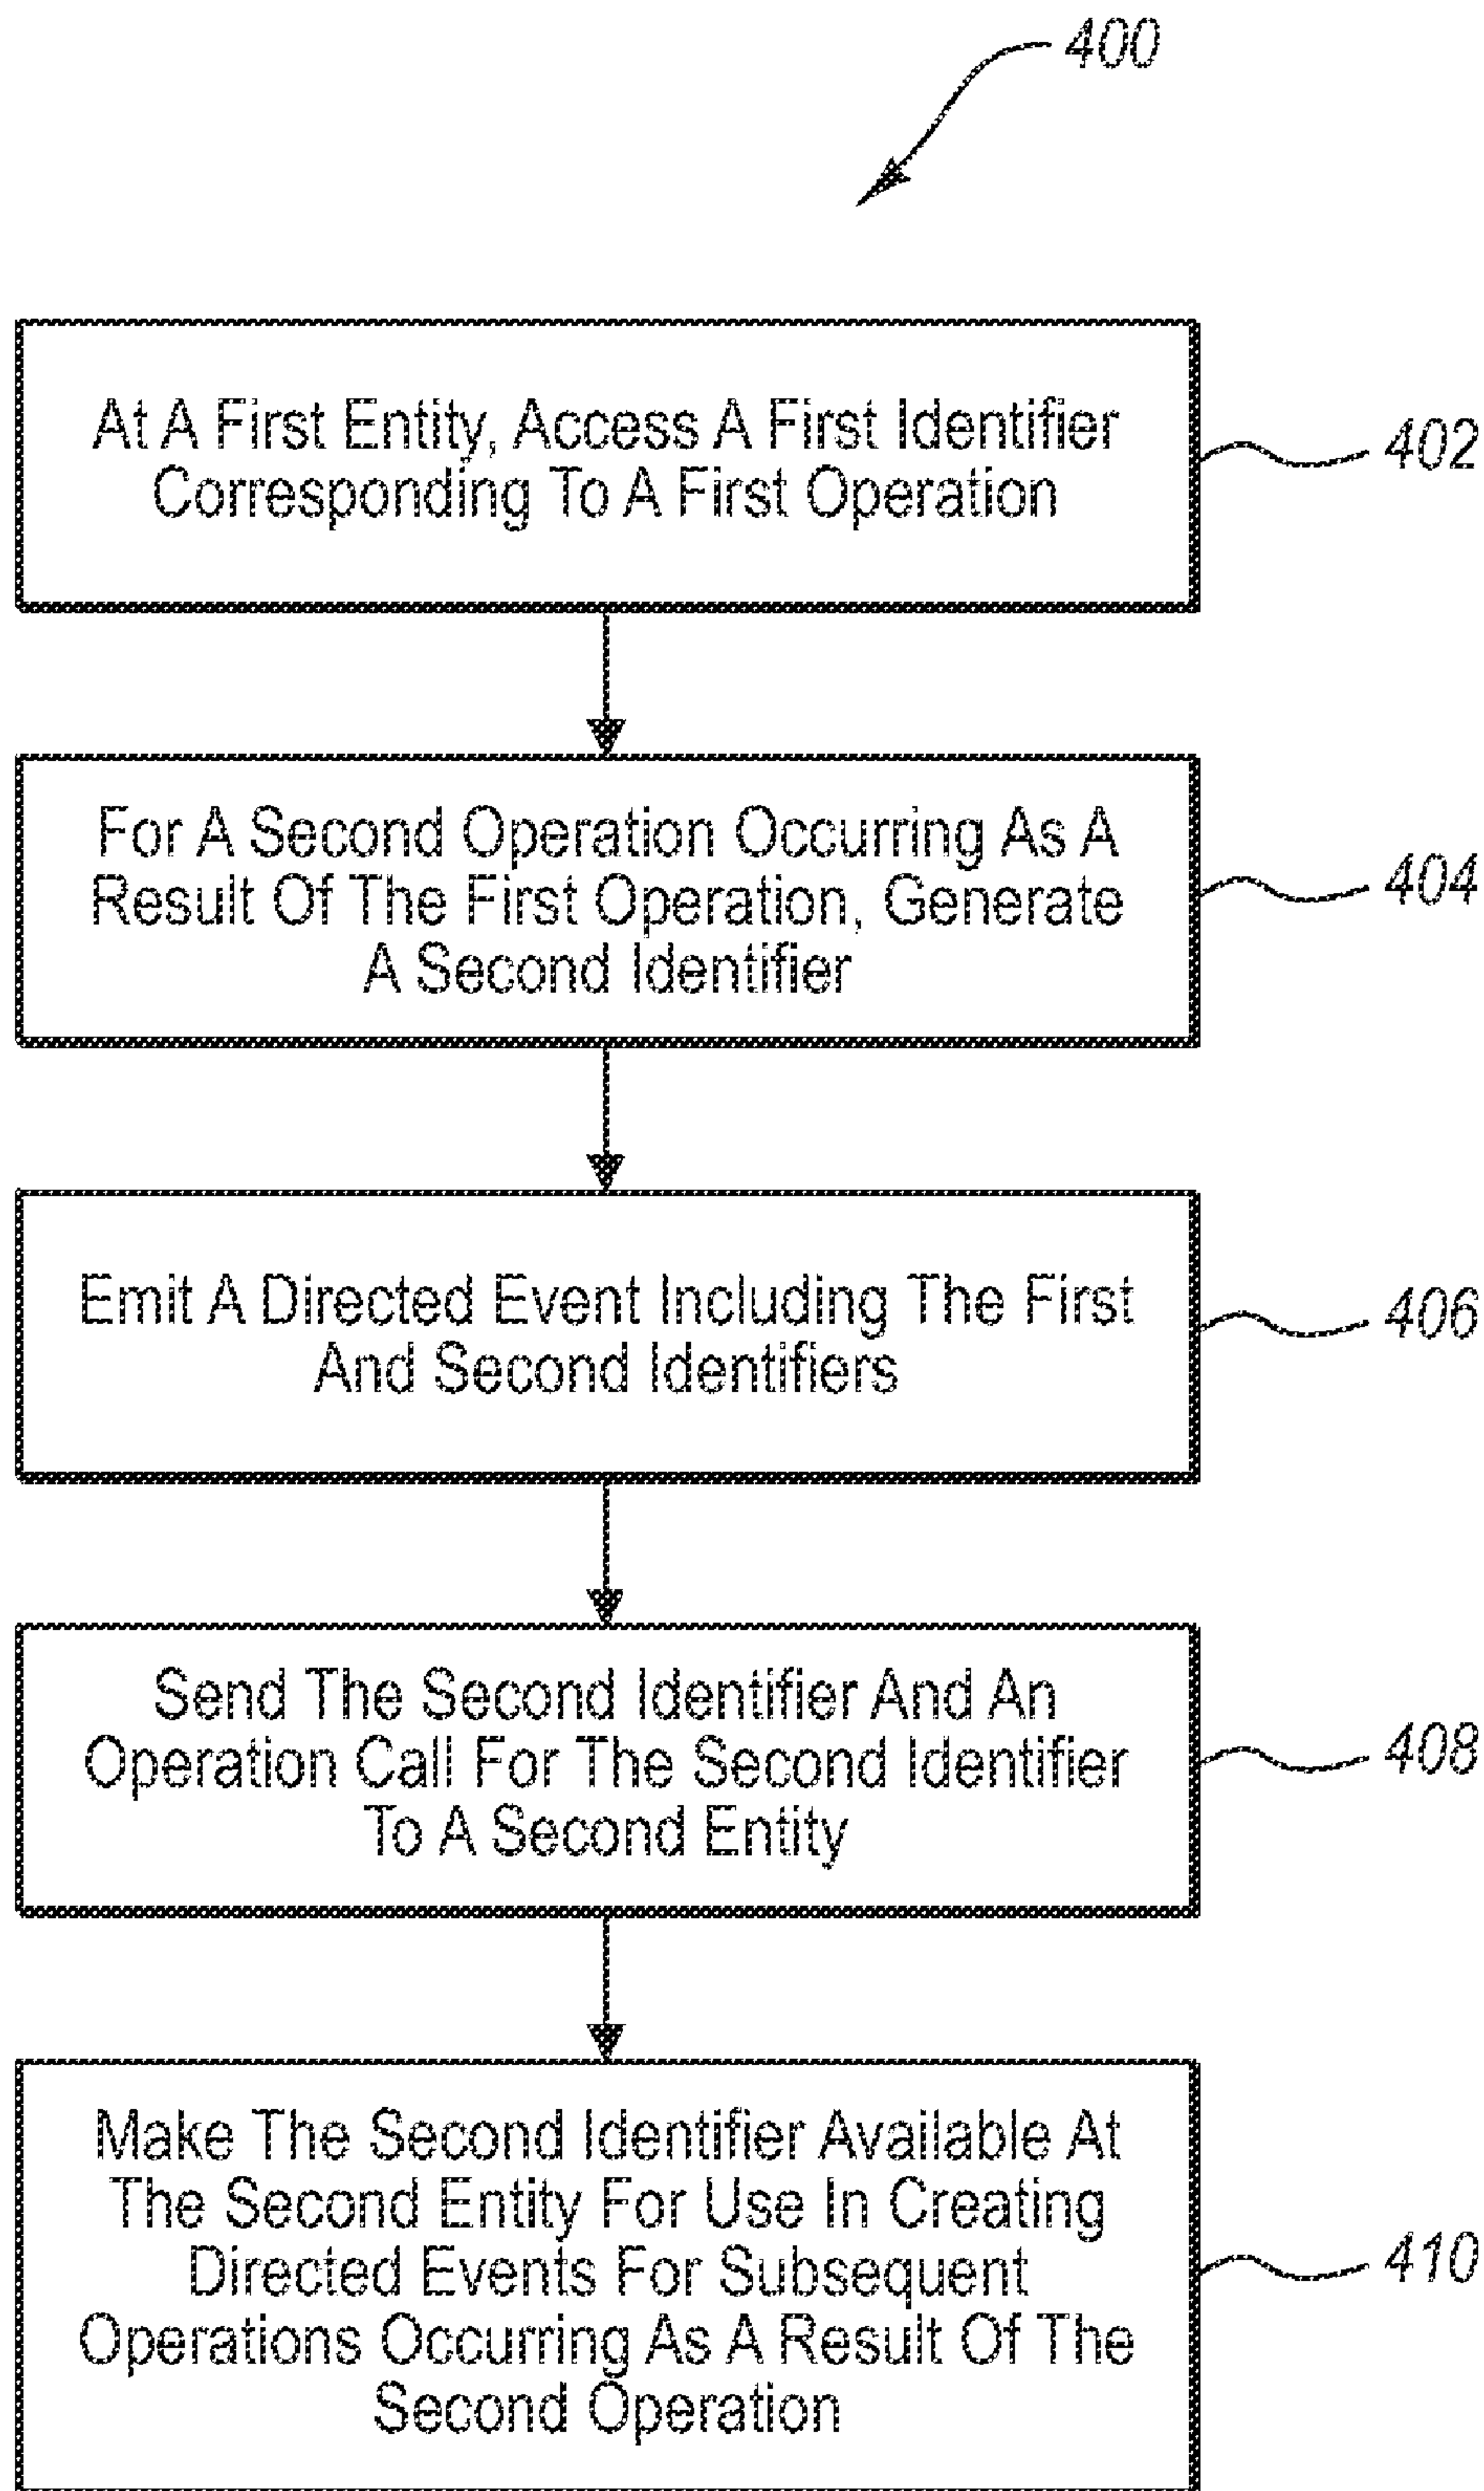 400
At A First Entity, Access A First Identifier
Corresponding To A First Operation
402
For A Second Operation Occurring As A
Result Of The First Operation, Generate
A Second Identifier
404
Emit A Directed Event Including The First
And Second Identifiers
406
Send The Second Identifier And An
Operation Call For The Second Identifier
To A Second Entity
408
Make The Second Identifier Available At
The Second Entity For Use In Creating
Directed Events For Subsequent
Operations Occurring As A Result Of The
Second Operation
410